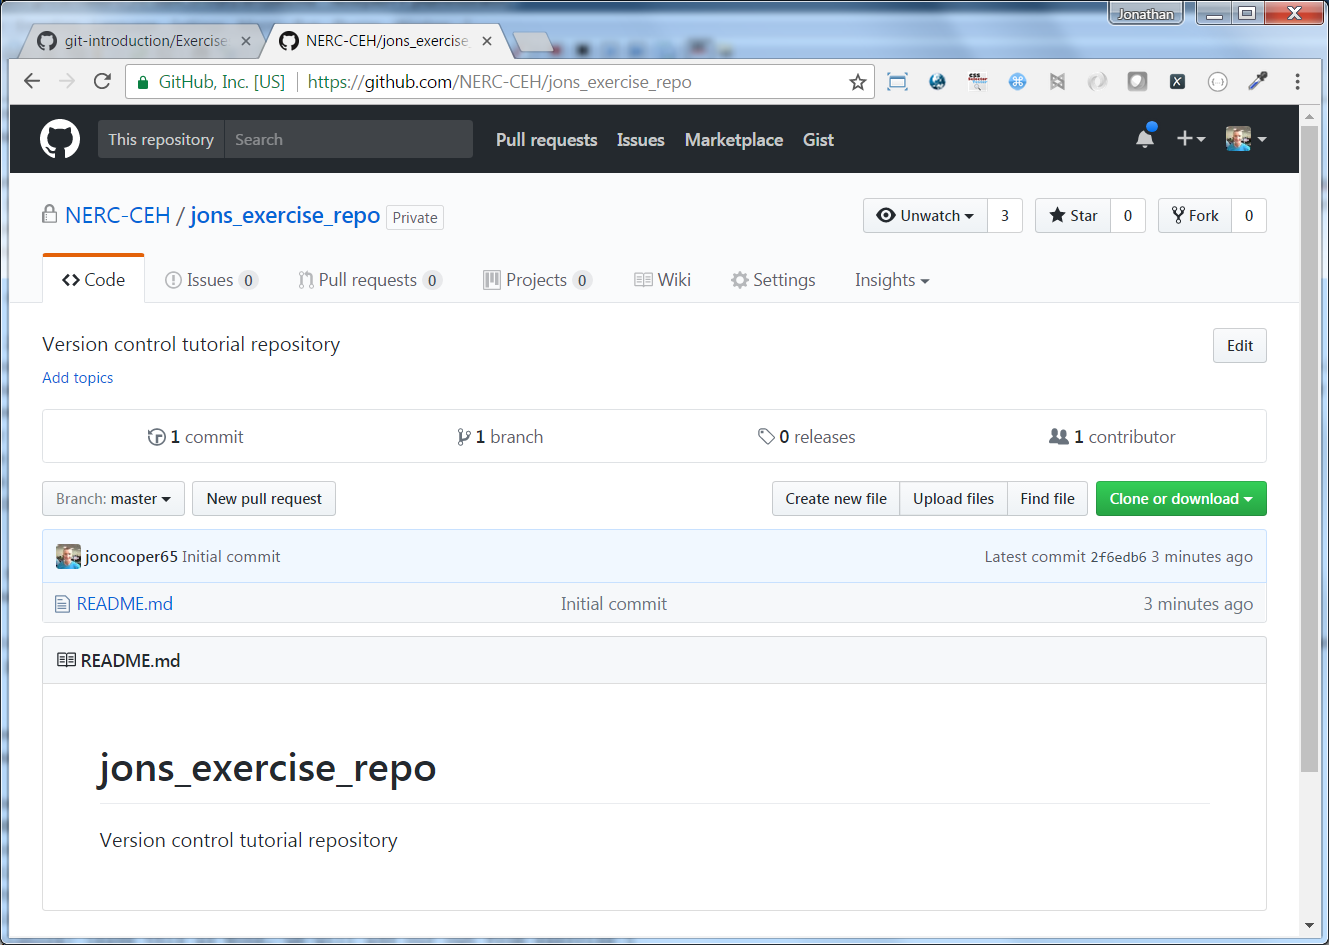 Jonathan
git-introduction/Exercise
NERC-CEH/jons_exercise
GitHub, Inc. [US] https://github.com/NERC-CEH/jons_exercise_repo
This repository Search Pull requests Issues Marketplace Gist
NERC-CEH / jons_exercise_repo Private
Unwatch 3 Star 0 Fork 0
Code Issues 0 Pull requests 0 Projects 0 Wiki Settings Insights
Version control tutorial repository
Edit
Add topics
1 commit 1 branch 0 releases 1 contributor
Branch: master New pull request Create new file Upload files Find file Clone or download
joncooper65 Initial commit Latest commit 2f6edb6 3 minutes ago
README.md Initial commit 3 minutes ago
README.md
jons_exercise_repo
Version control tutorial repository